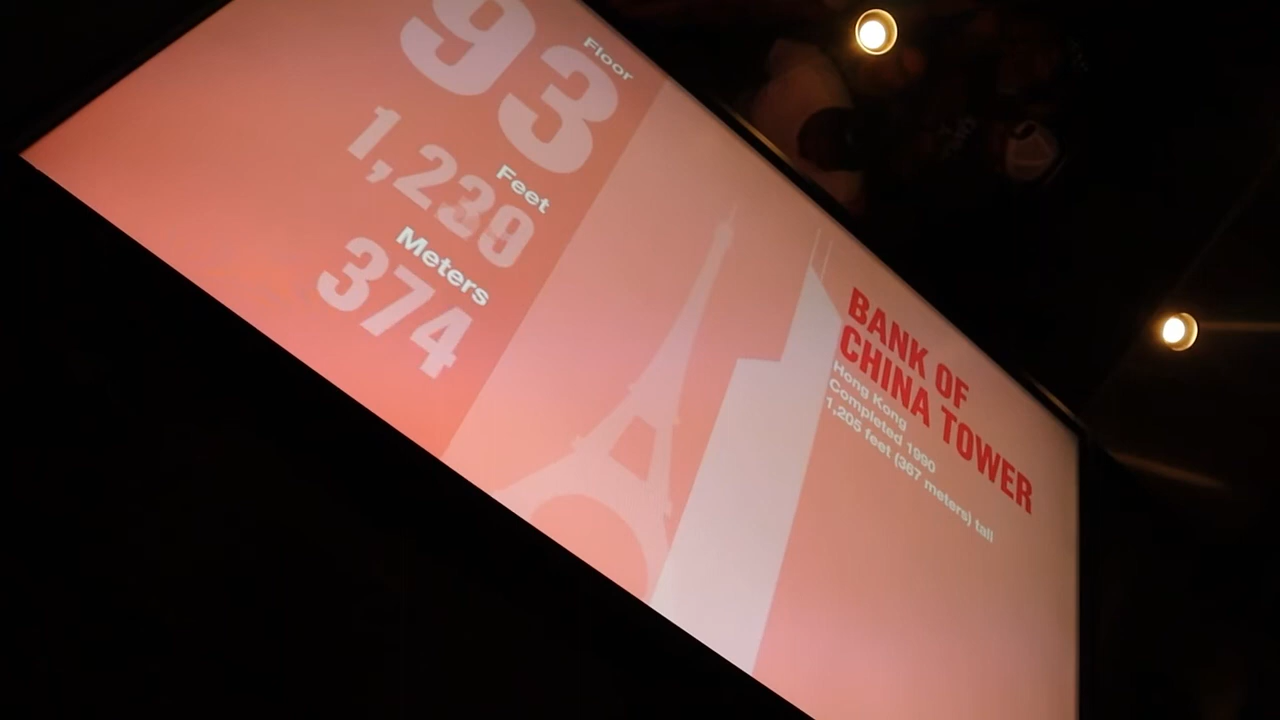 93
Floor
1,239
Feet
374
Meters
BANK OF
CHINA TOWER
Hong Kong
Completed 1990
1,205 feet (367 meters) tall